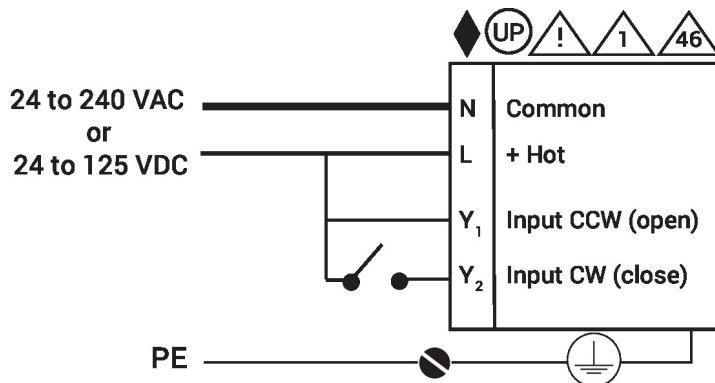 UP ! 1 46
24 to 240 VAC
or
24 to 125 VDC
N Common
L + Hot
Y₁ Input CCW (open)
Y₂ Input CW (close)
PE